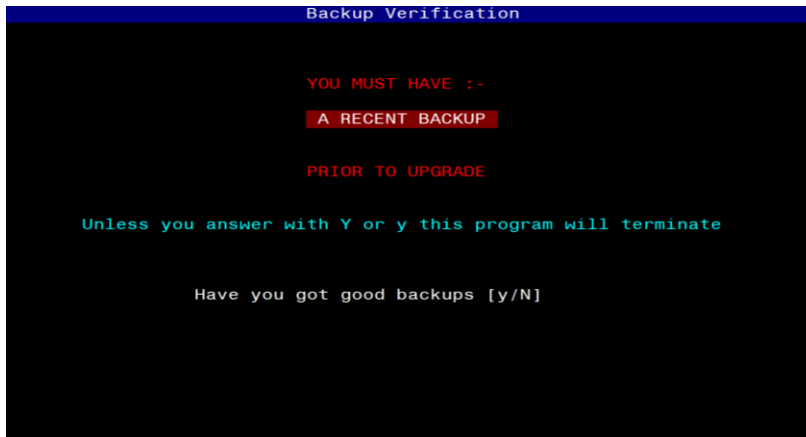 Backup Verification
YOU MUST HAVE :-
A RECENT BACKUP
PRIOR TO UPGRADE
Unless you answer with Y or y this program will terminate
Have you got good backups [y/N]